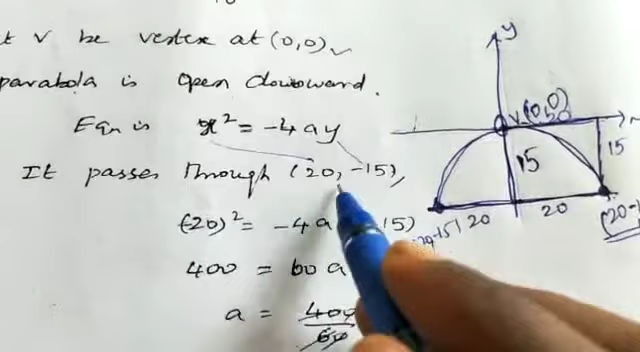 t V be vertex at (0,0)
parabola is open downward.
Eqn is x² = -4ay
It passes through (20, -15),
(20)² = -4a 15)
400 = 60a
a = 400/60
y
V(0,0)
15
15
20
20